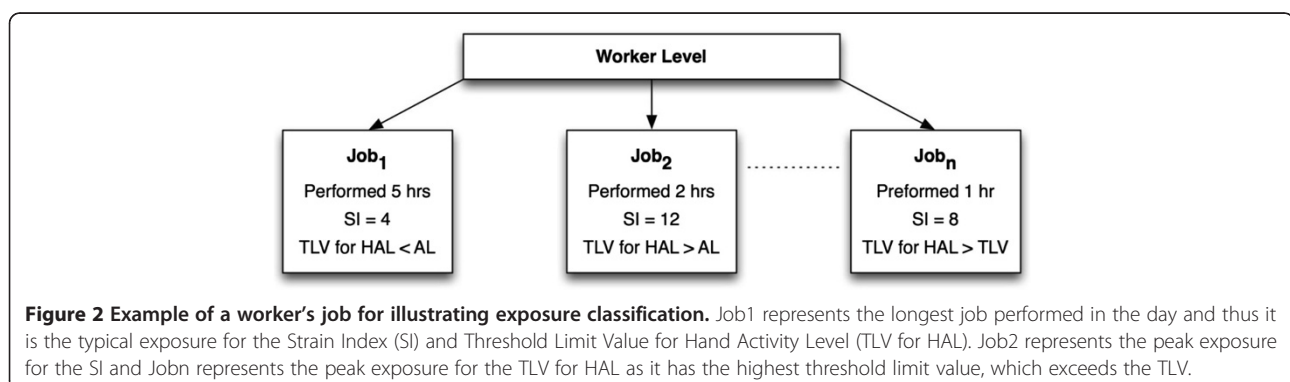 Worker Level
Job1
Performed 5 hrs
SI = 4
TLV for HAL < AL
Job2
Performed 2 hrs
SI = 12
TLV for HAL > AL
Jobn
Preformed 1 hr
SI = 8
TLV for HAL > TLV
Figure 2 Example of a worker's job for illustrating exposure classification. Job1 represents the longest job performed in the day and thus it
is the typical exposure for the Strain Index (SI) and Threshold Limit Value for Hand Activity Level (TLV for HAL). Job2 represents the peak exposure
for the SI and Jobn represents the peak exposure for the TLV for HAL as it has the highest threshold limit value, which exceeds the TLV.